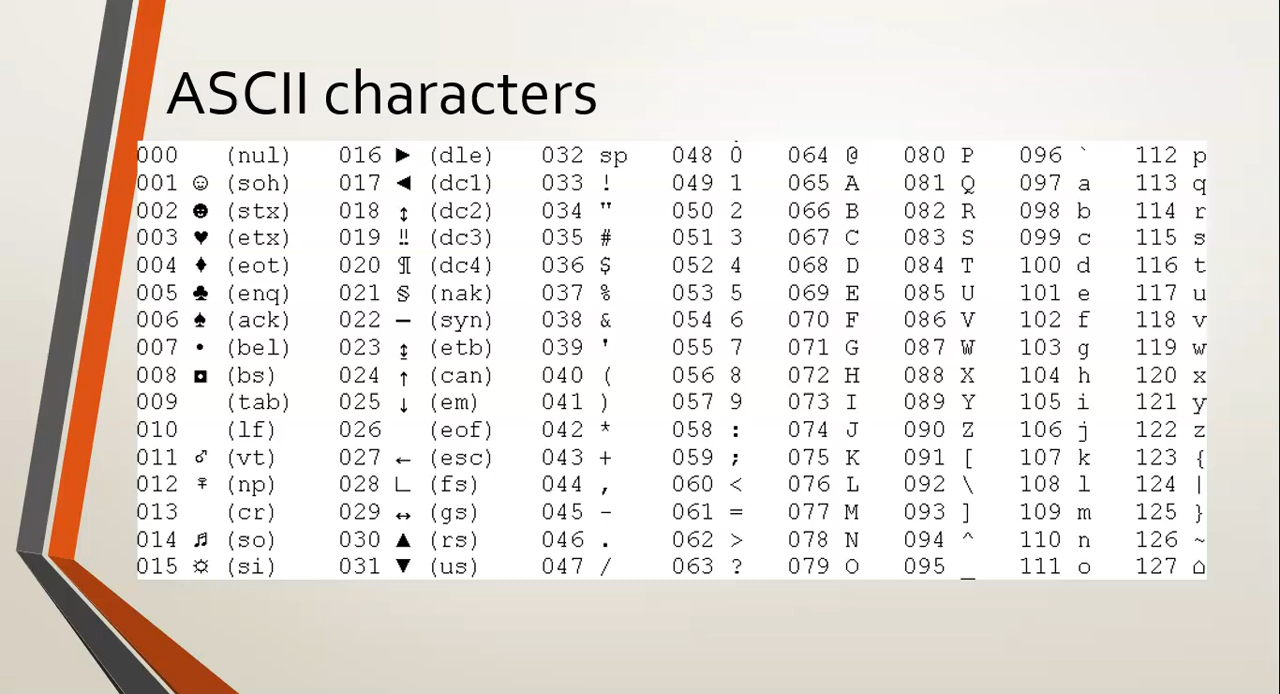 ASCII characters
000 (nul) 016 ► (dle) 032 sp 048 0 064 @ 080 P 096 ` 112 p
001 ☺ (soh) 017 ◄ (dc1) 033 ! 049 1 065 A 081 Q 097 a 113 q
002 ☻ (stx) 018 ↕ (dc2) 034 " 050 2 066 B 082 R 098 b 114 r
003 ♥ (etx) 019 ‼ (dc3) 035 # 051 3 067 C 083 S 099 c 115 s
004 ♦ (eot) 020 ¶ (dc4) 036 $ 052 4 068 D 084 T 100 d 116 t
005 ♣ (enq) 021 § (nak) 037 % 053 5 069 E 085 U 101 e 117 u
006 ♠ (ack) 022 ▬ (syn) 038 & 054 6 070 F 086 V 102 f 118 v
007 • (bel) 023 ↨ (etb) 039 ' 055 7 071 G 087 W 103 g 119 w
008 ◘ (bs) 024 ↑ (can) 040 ( 056 8 072 H 088 X 104 h 120 x
009 (tab) 025 ↓ (em) 041 ) 057 9 073 I 089 Y 105 i 121 y
010 (lf) 026 (eof) 042 * 058 : 074 J 090 Z 106 j 122 z
011 ♂ (vt) 027 ← (esc) 043 + 059 ; 075 K 091 [ 107 k 123 {
012 ♀ (np) 028 ∟ (fs) 044 , 060 < 076 L 092 \ 108 l 124 |
013 (cr) 029 ↔ (gs) 045 - 061 = 077 M 093 ] 109 m 125 }
014 ♫ (so) 030 ▲ (rs) 046 . 062 > 078 N 094 ^ 110 n 126 ~
015 ☼ (si) 031 ▼ (us) 047 / 063 ? 079 O 095 _ 111 o 127 ⌂